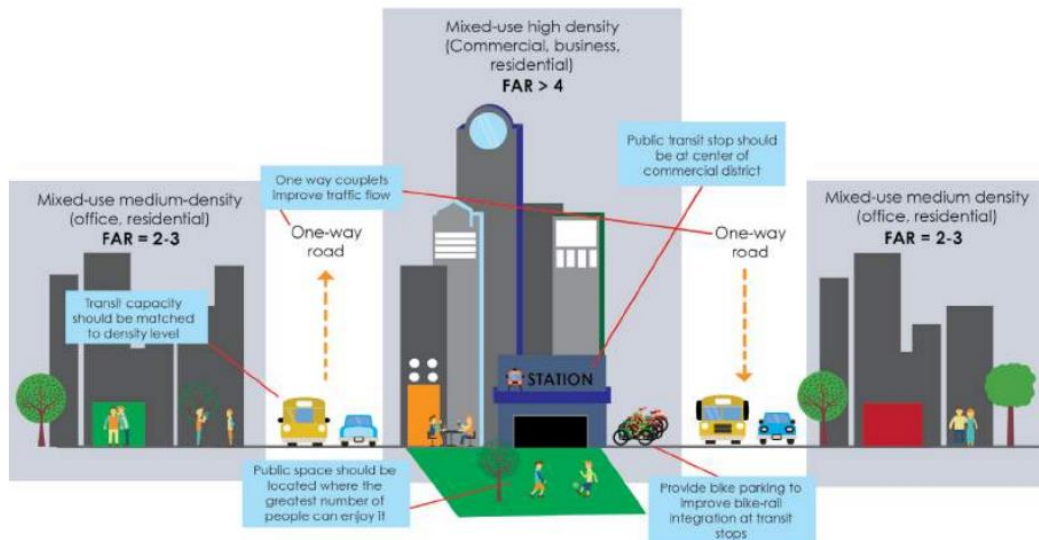 Mixed-use high density
(Commercial, business,
residential)
FAR > 4
Public transit stop should
be at center of
commercial district
One way couplets
improve traffic flow
Mixed-use medium-density
(office, residential)
FAR = 2-3
One-way
road
One-way
road
Mixed-use medium density
(office, residential)
FAR = 2-3
Transit capacity
should be matched
to density level
STATION
Public space should be
located where the
greatest number of
people can enjoy it
Provide bike parking to
improve bike-rail
integration at transit
stops